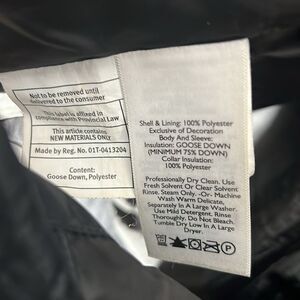 Not to be removed until
delivered to the consumer
This label is affixed in
compliance with Provincial Law
This article contains
NEW MATERIALS ONLY
Made by Reg. No. 01T-0413204
Content:
Goose Down, Polyester
Shell & Lining: 100% Polyester
Exclusive of Decoration
Body And Sleeve:
Insulation: GOOSE DOWN
(MINIMUM 75% DOWN)
Collar Insulation:
100% Polyester
Professionally Dry Clean. Use
Fresh Solvent Or Clear Solvent
Rinse. Steam Only. -Or- Machine
Wash Warm Delicate,
Separately In A Large Washer.
Use Mild Detergent, Rinse
Thoroughly. Do Not Bleach.
Tumble Dry Low In A Large
Dryer.
P